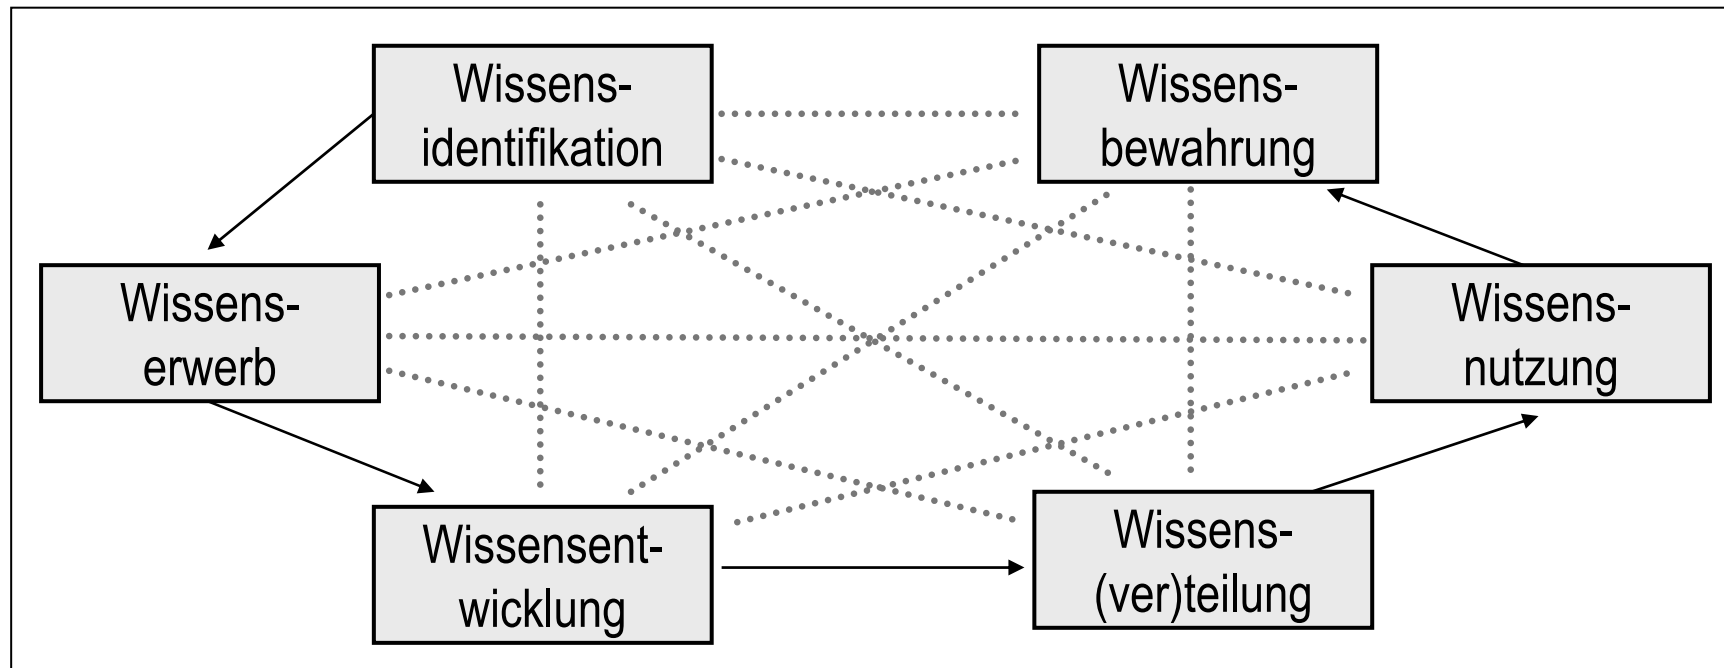 Wissens-
identifikation
Wissens-
bewahrung
Wissens-
erwerb
Wissens-
nutzung
Wissensent-
wicklung
Wissens-
(ver)teilung